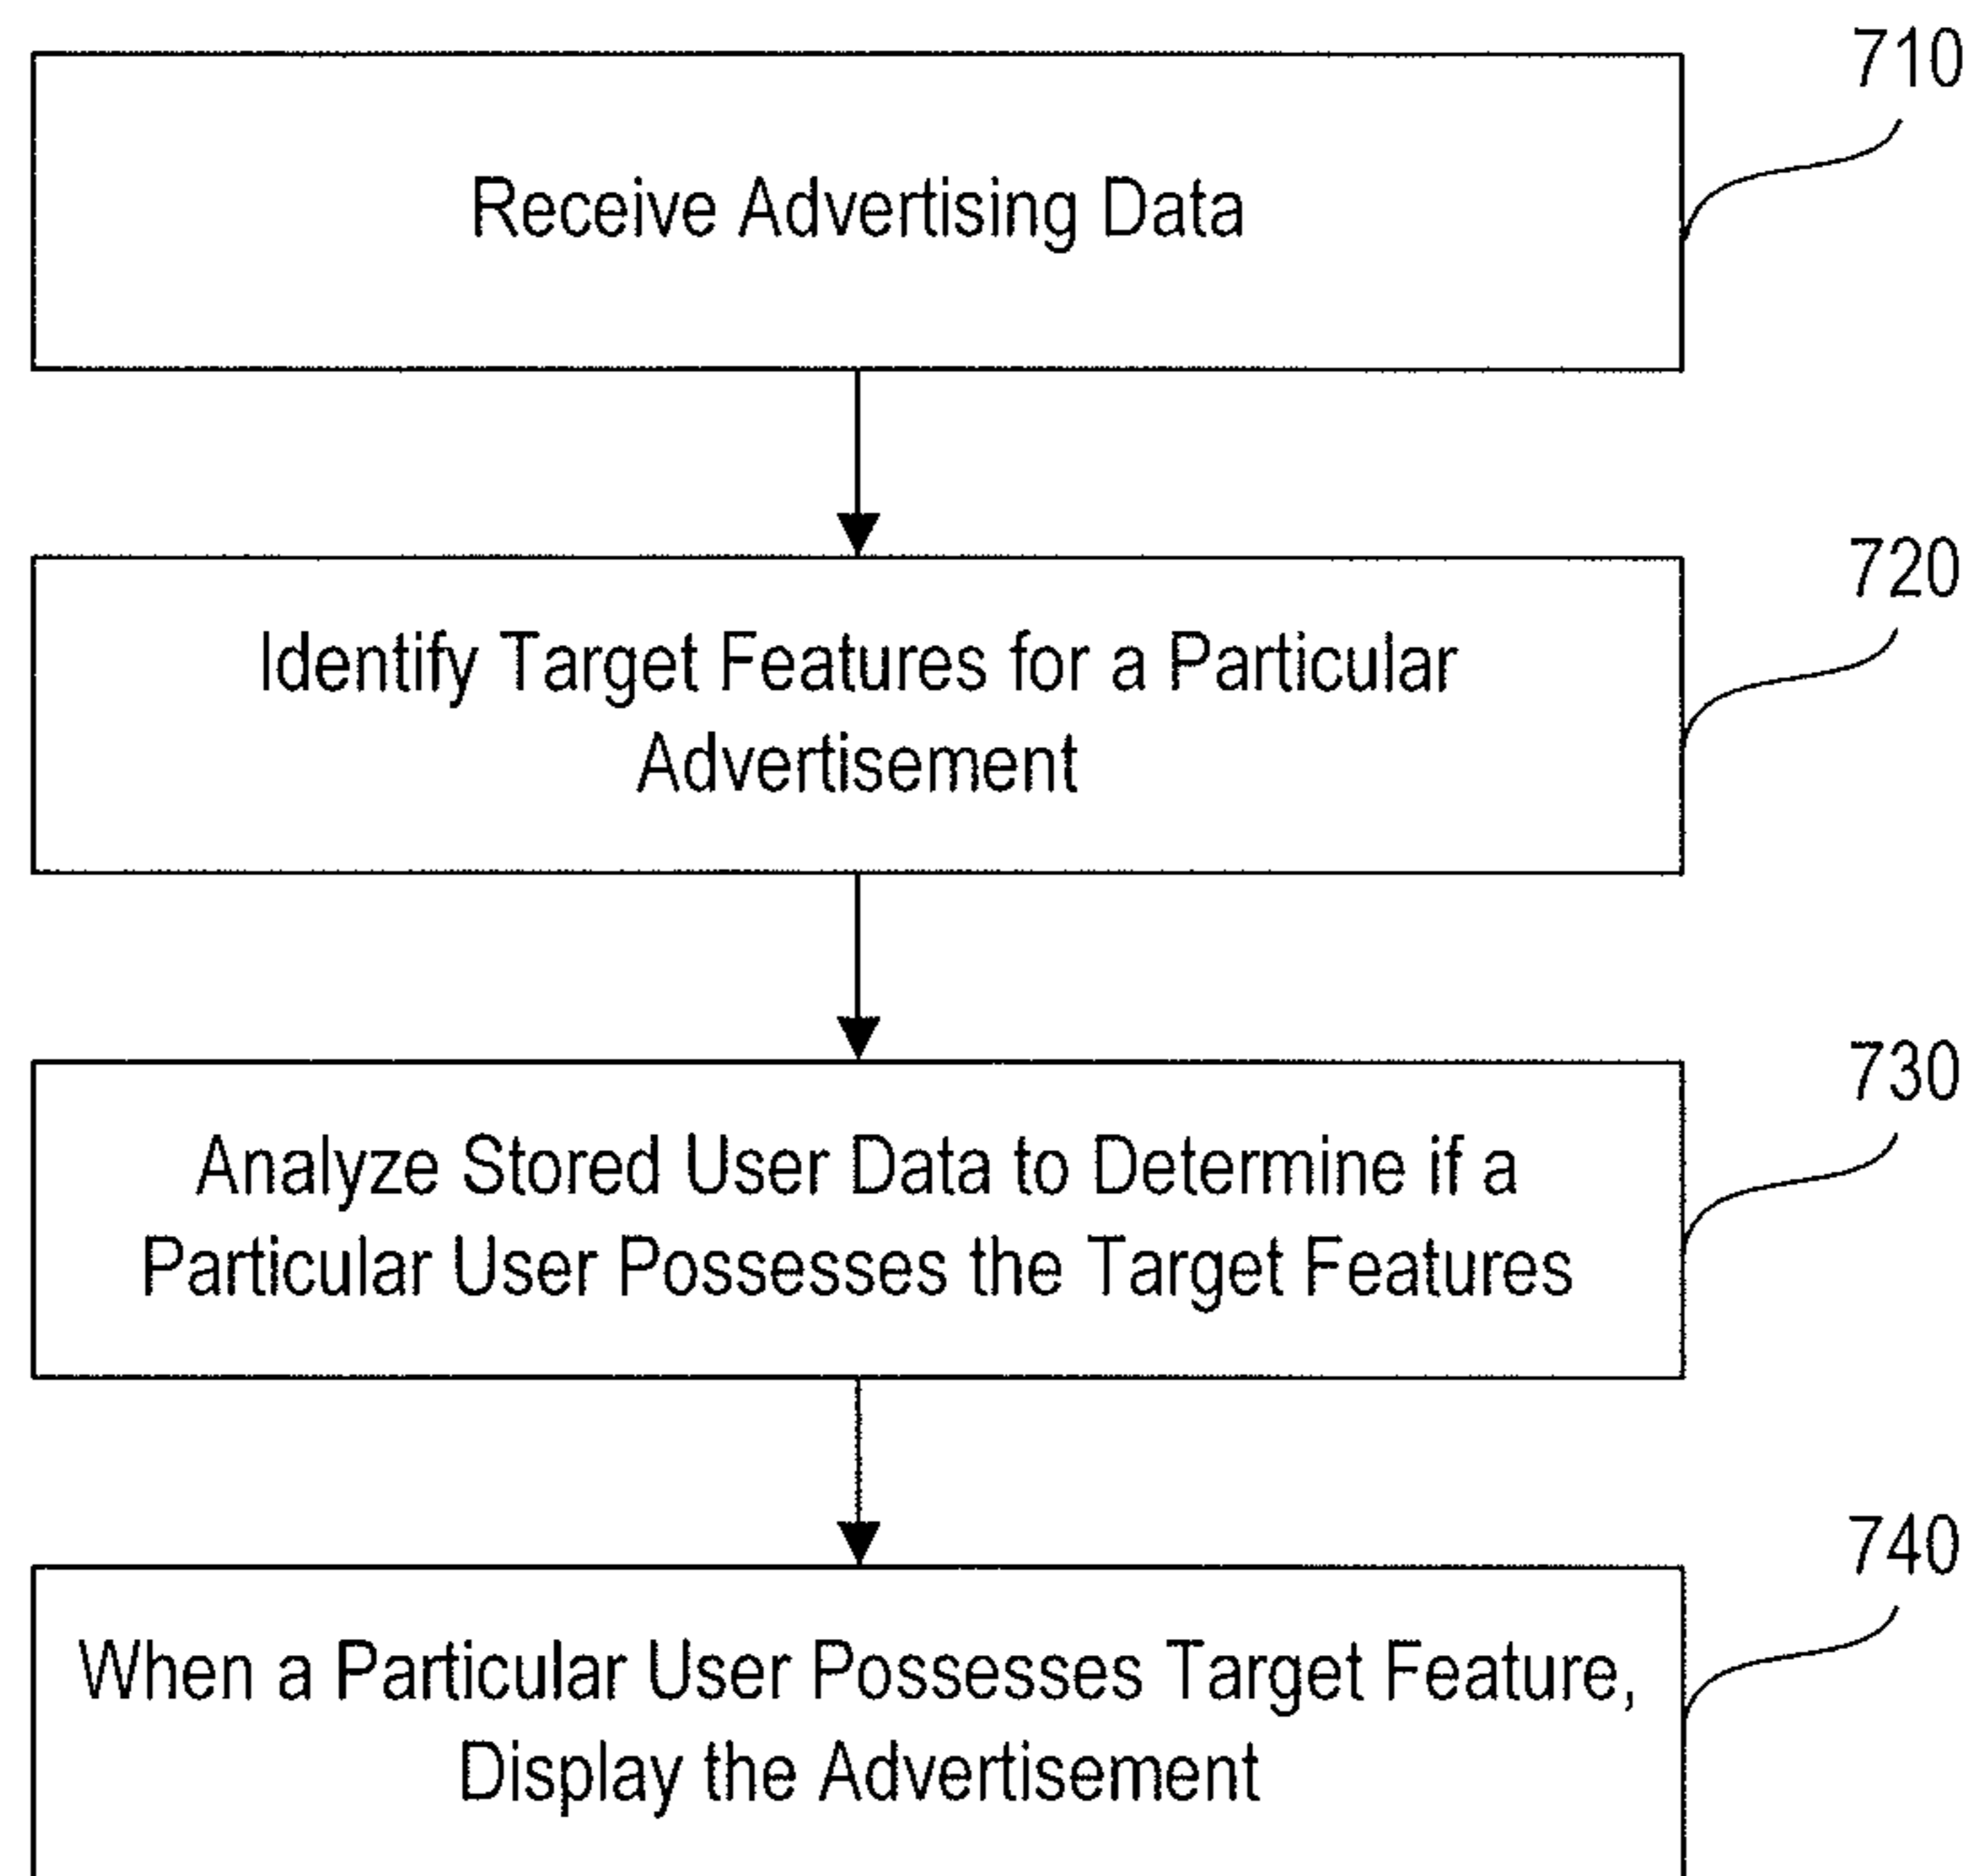 710
Receive Advertising Data
720
Identify Target Features for a Particular
Advertisement
730
Analyze Stored User Data to Determine if a
Particular User Possesses the Target Features
740
When a Particular User Possesses Target Feature,
Display the Advertisement